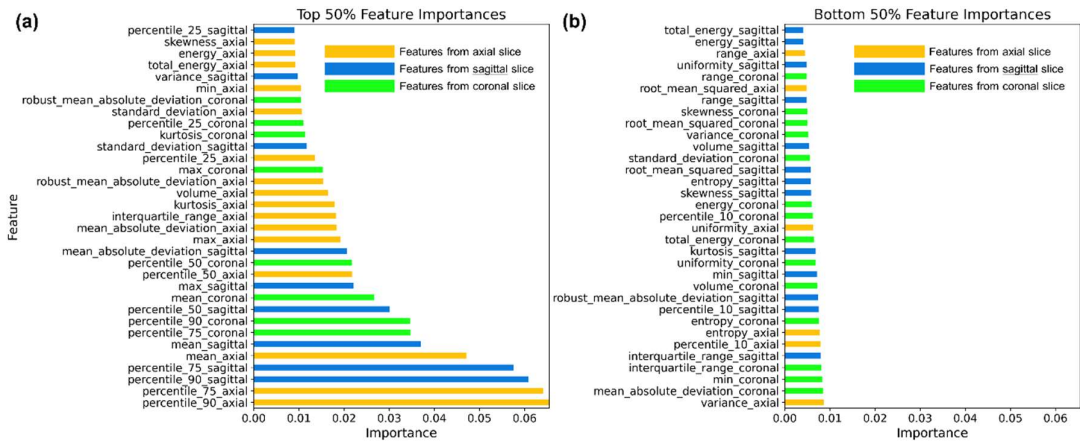 (a)
Top 50% Feature Importances
Feature
percentile_25_sagittal
skewness_axial
energy_axial
total_energy_axial
variance_sagittal
min_axial
robust_mean_absolute_deviation_coronal
standard_deviation_axial
percentile_25_coronal
kurtosis_coronal
standard_deviation_sagittal
percentile_25_axial
max_coronal
robust_mean_absolute_deviation_axial
volume_axial
kurtosis_axial
interquartile_range_axial
mean_absolute_deviation_axial
max_axial
mean_absolute_deviation_sagittal
percentile_50_coronal
percentile_50_axial
max_sagittal
mean_coronal
percentile_50_sagittal
percentile_90_coronal
percentile_75_coronal
mean_sagittal
mean_axial
percentile_75_sagittal
percentile_90_sagittal
percentile_75_axial
percentile_90_axial
Features from axial slice
Features from sagittal slice
Features from coronal slice
0.00 0.01 0.02 0.03 0.04 0.05 0.06
Importance
(b)
Bottom 50% Feature Importances
total_energy_sagittal
energy_sagittal
range_axial
uniformity_sagittal
range_coronal
root_mean_squared_axial
range_sagittal
skewness_coronal
root_mean_squared_coronal
variance_coronal
volume_sagittal
standard_deviation_coronal
root_mean_squared_sagittal
entropy_sagittal
skewness_sagittal
energy_coronal
percentile_10_coronal
uniformity_axial
total_energy_coronal
kurtosis_sagittal
uniformity_coronal
min_sagittal
volume_coronal
robust_mean_absolute_deviation_sagittal
percentile_10_sagittal
entropy_coronal
entropy_axial
percentile_10_axial
interquartile_range_sagittal
interquartile_range_coronal
min_coronal
mean_absolute_deviation_coronal
variance_axial
Features from axial slice
Features from sagittal slice
Features from coronal slice
0.00 0.01 0.02 0.03 0.04 0.05 0.06
Importance